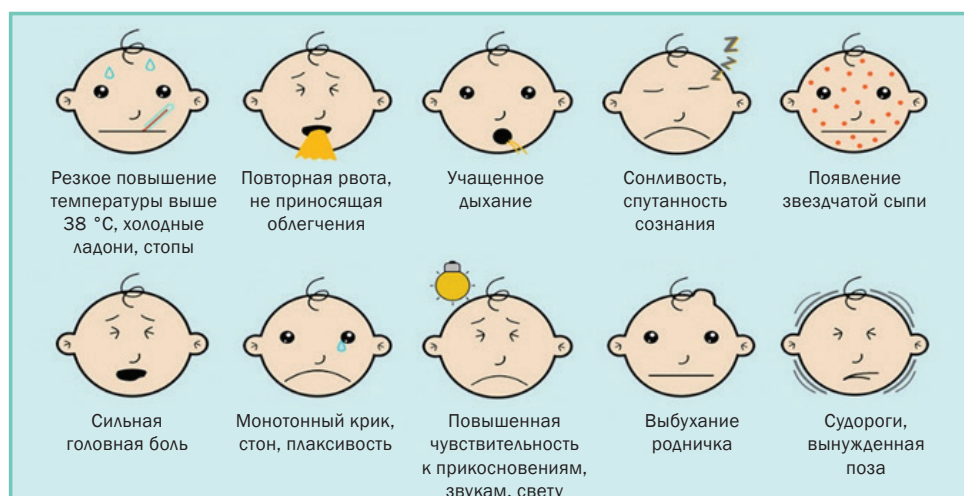 Резкое повышение
температуры выше
38 °С, холодные
ладони, стопы
Повторная рвота,
не приносящая
облегчения
Учащенное
дыхание
Сонливость,
спутанность
сознания
Появление
звездчатой сыпи
Сильная
головная боль
Монотонный крик,
стон, плаксивость
Повышенная
чувствительность
к прикосновениям,
звукам, свету
Выбухание
родничка
Судороги,
вынужденная
поза